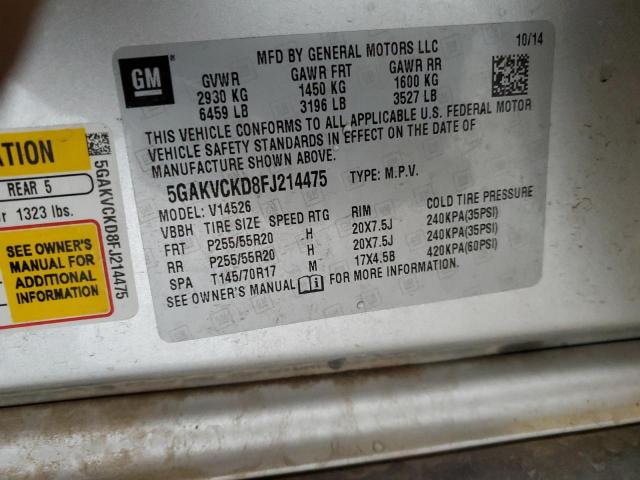 GM
MFD BY GENERAL MOTORS LLC
10/14
GVWR GAWR FRT GAWR RR
2930 KG 1450 KG 1600 KG
6459 LB 3196 LB 3527 LB
THIS VEHICLE CONFORMS TO ALL APPLICABLE U.S. FEDERAL MOTOR
VEHICLE SAFETY STANDARDS IN EFFECT ON THE DATE OF
MANUFACTURE SHOWN ABOVE.
5GAKVCKD8FJ214475 TYPE: M.P.V.
MODEL: V14526
VBBH TIRE SIZE SPEED RTG RIM COLD TIRE PRESSURE
FRT P255/55R20 H 20X7.5J 240KPA(35PSI)
RR P255/55R20 H 20X7.5J 240KPA(35PSI)
SPA T145/70R17 M 17X4.5B 420KPA(60PSI)
SEE OWNER'S MANUAL FOR MORE INFORMATION.
REAR 5
1323 lbs.
SEE OWNER'S
MANUAL FOR
ADDITIONAL
INFORMATION
5GAKVCKD8FJ214475